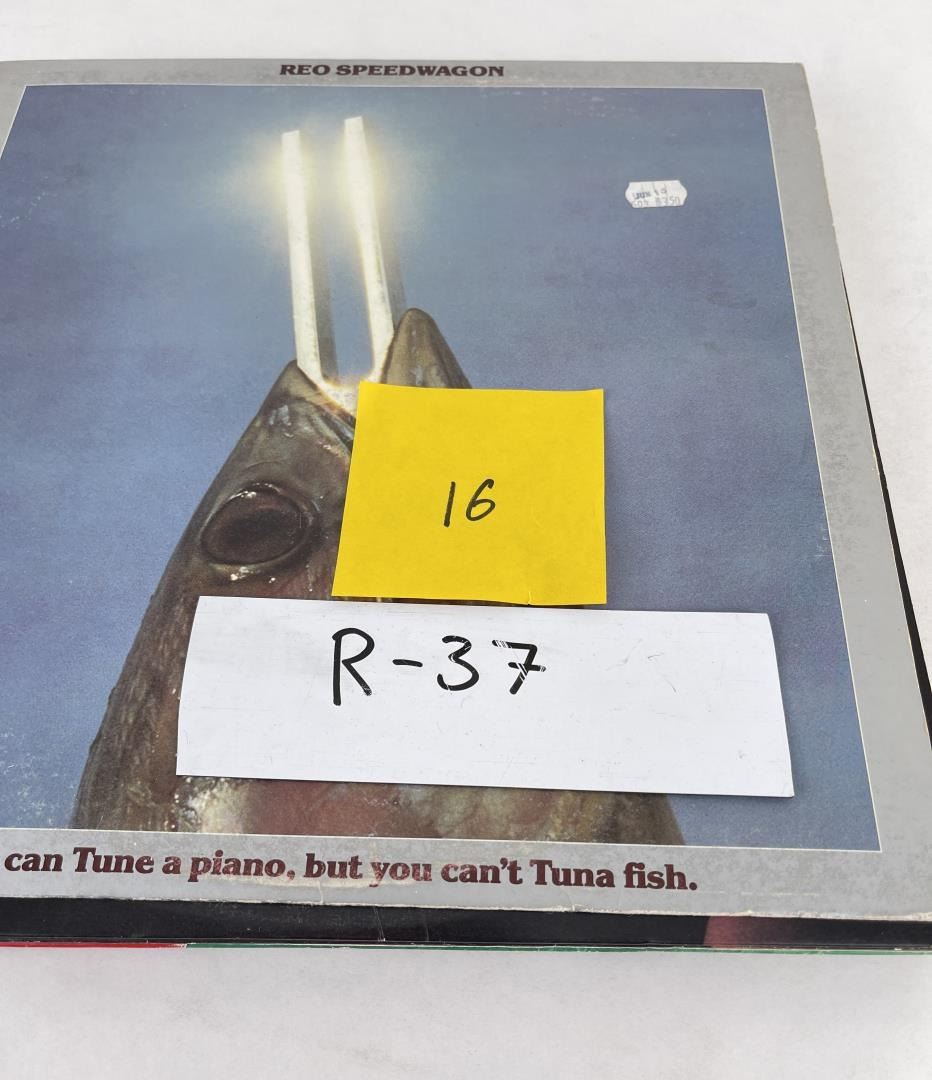 REO SPEEDWAGON
16
R-37
can Tune a piano, but you can't Tuna fish.